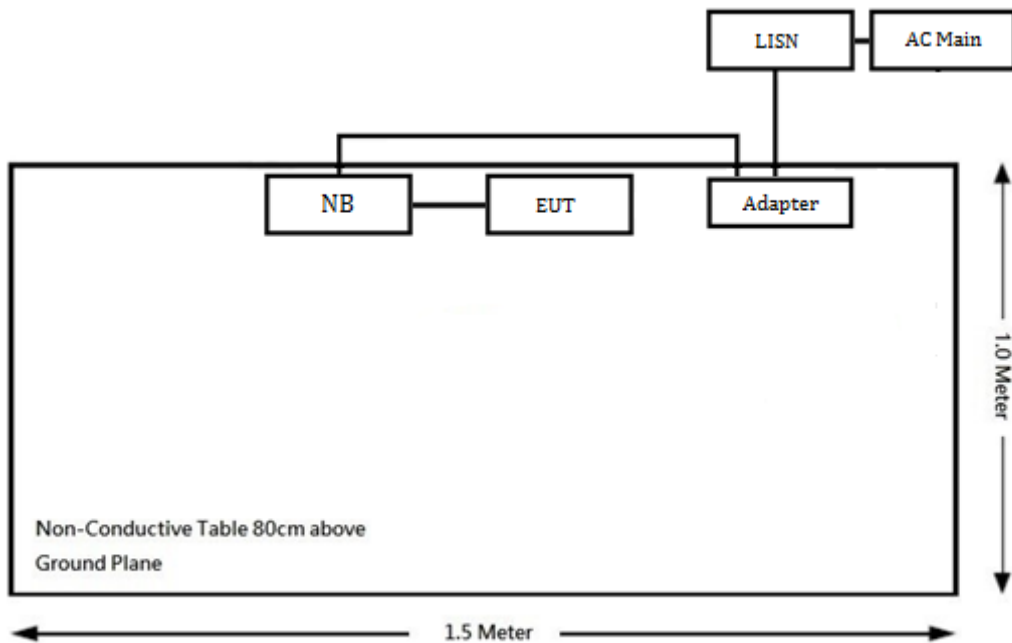 LISN
AC Main
NB
EUT
Adapter
1.0 Meter
Non-Conductive Table 80cm above
Ground Plane
1.5 Meter